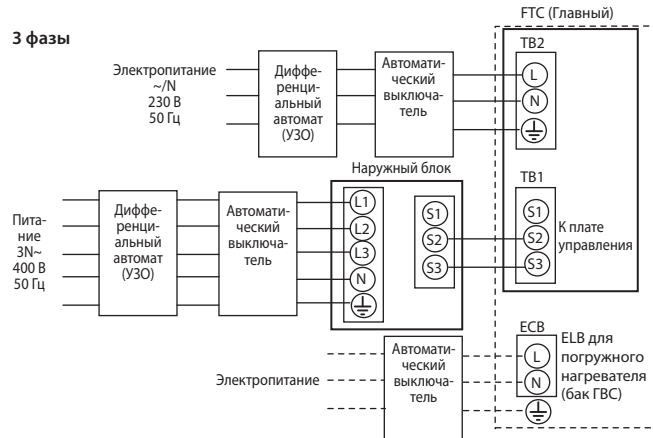 FTC (Главный)
3 фазы
TB2
Электропитание
~/N
230 В
50 Гц
Диффе-
ренци-
альный
автомат
(УЗО)
Автомати-
ческий
выключа-
тель
L
N
Наружный блок
TB1
Пита-
ние
3N~
400 В
50 Гц
Диффе-
ренци-
альный
автомат
(УЗО)
Автомати-
ческий
выключа-
тель
L1
L2
L3
N
S1
S2
S3
S1
S2
S3
К плате
управления
Электропитание
Автомати-
ческий
выключа-
тель
ECB
L
N
ELB для
погружного
нагревателя
(бак ГВС)